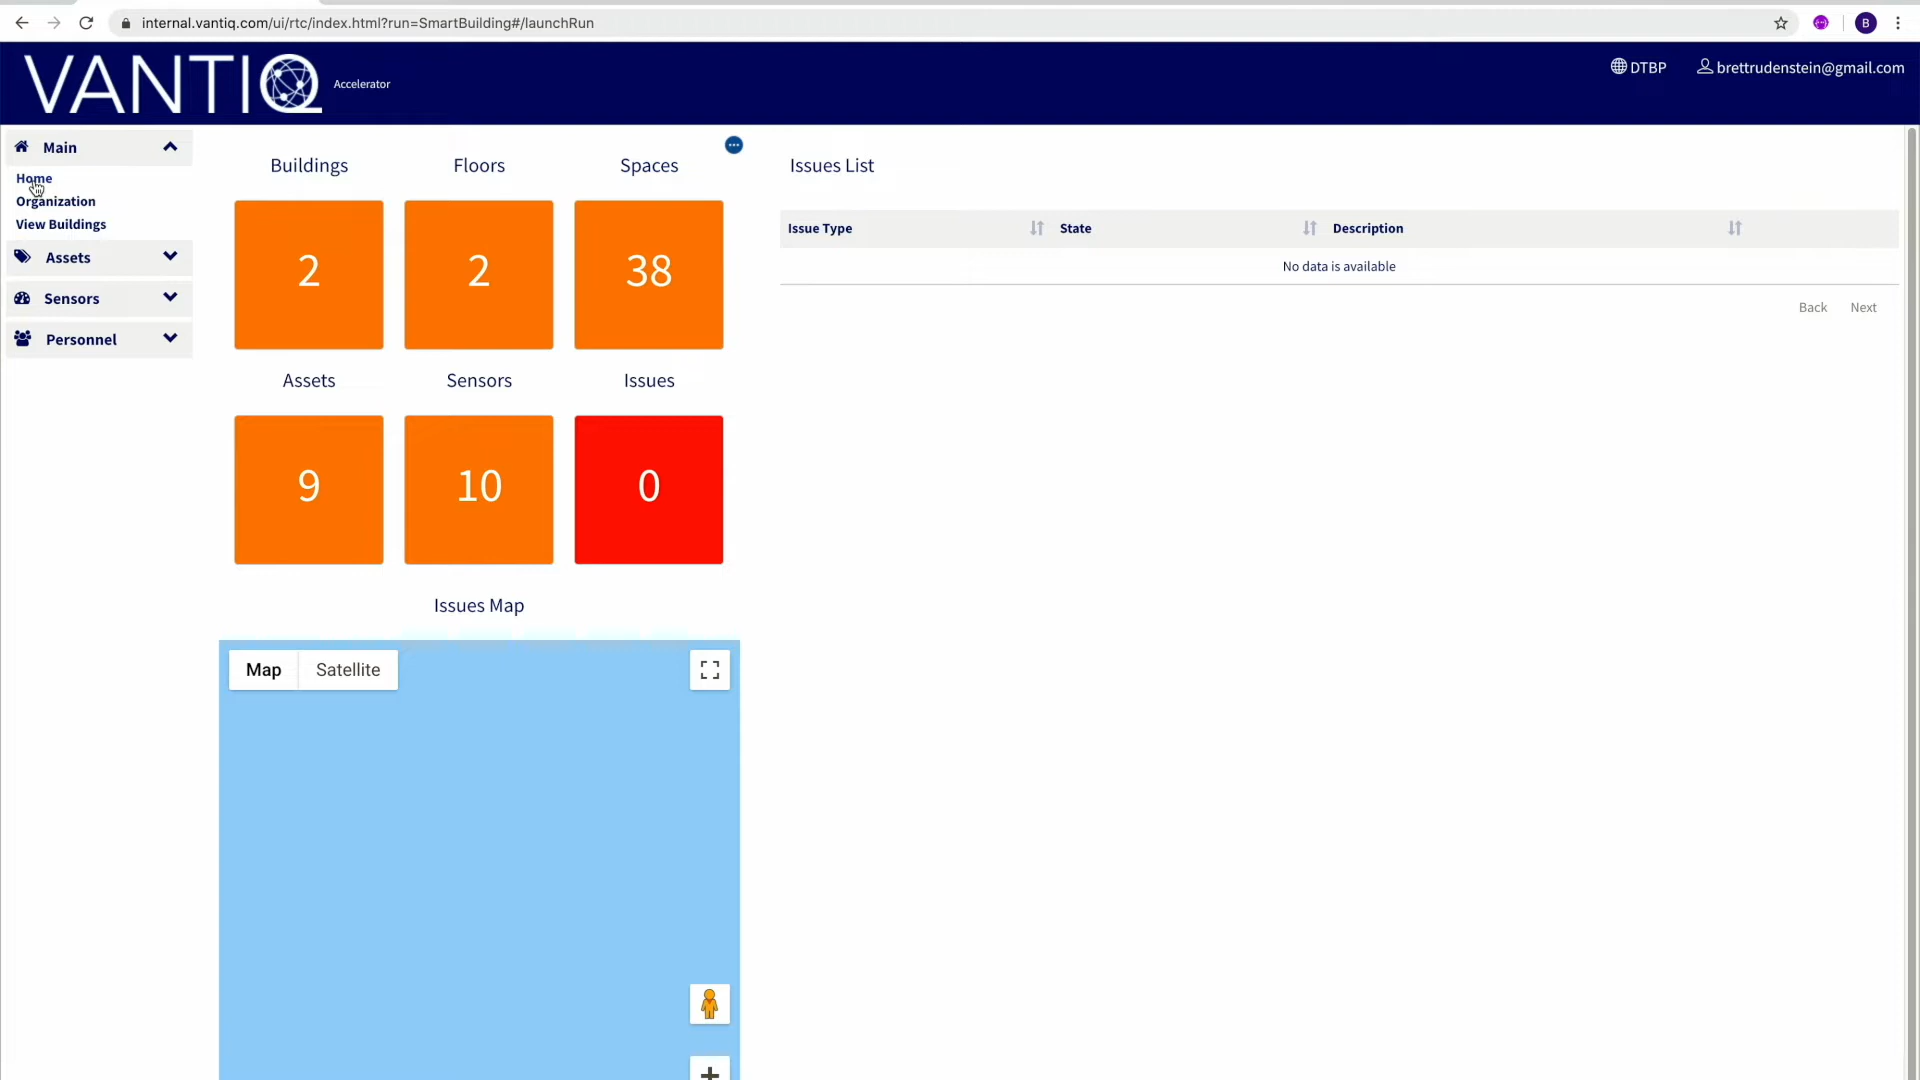 internal.vantiq.com/ui/rtc/index.html?run=SmartBuilding#/launchRun
B
VANTIQ
Accelerator
DTBP
brettrudenstein@gmail.com
Main
Home
Organization
View Buildings
Assets
Sensors
Personnel
Buildings
Floors
Spaces
2
2
38
Assets
Sensors
Issues
9
10
0
Issues Map
Map
Satellite
Issues List
Issue Type
State
Description
No data is available
Back
Next